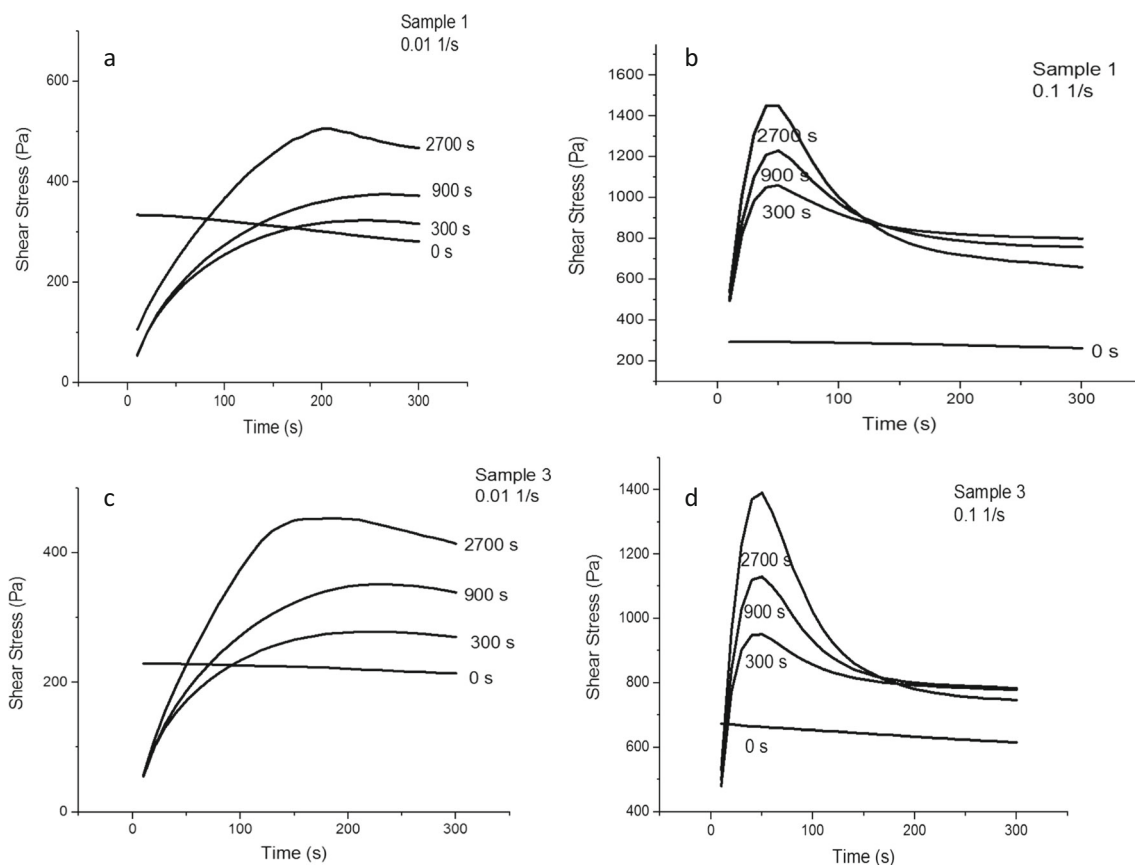 a
Sample 1
0.01 1/s
600
400
200
0
Shear Stress (Pa)
2700 s
900 s
300 s
0 s
0
100
200
300
Time (s)
b
Sample 1
0.1 1/s
1600
1400
1200
1000
800
600
400
200
Shear Stress (Pa)
2700 s
900 s
300 s
0 s
0
100
200
300
Time (s)
c
Sample 3
0.01 1/s
400
200
0
Shear Stress (Pa)
2700 s
900 s
300 s
0 s
0
100
200
300
Time (s)
d
Sample 3
0.1 1/s
1400
1200
1000
800
600
400
Shear Stress (Pa)
2700 s
900 s
300 s
0 s
0
100
200
300
Time (s)